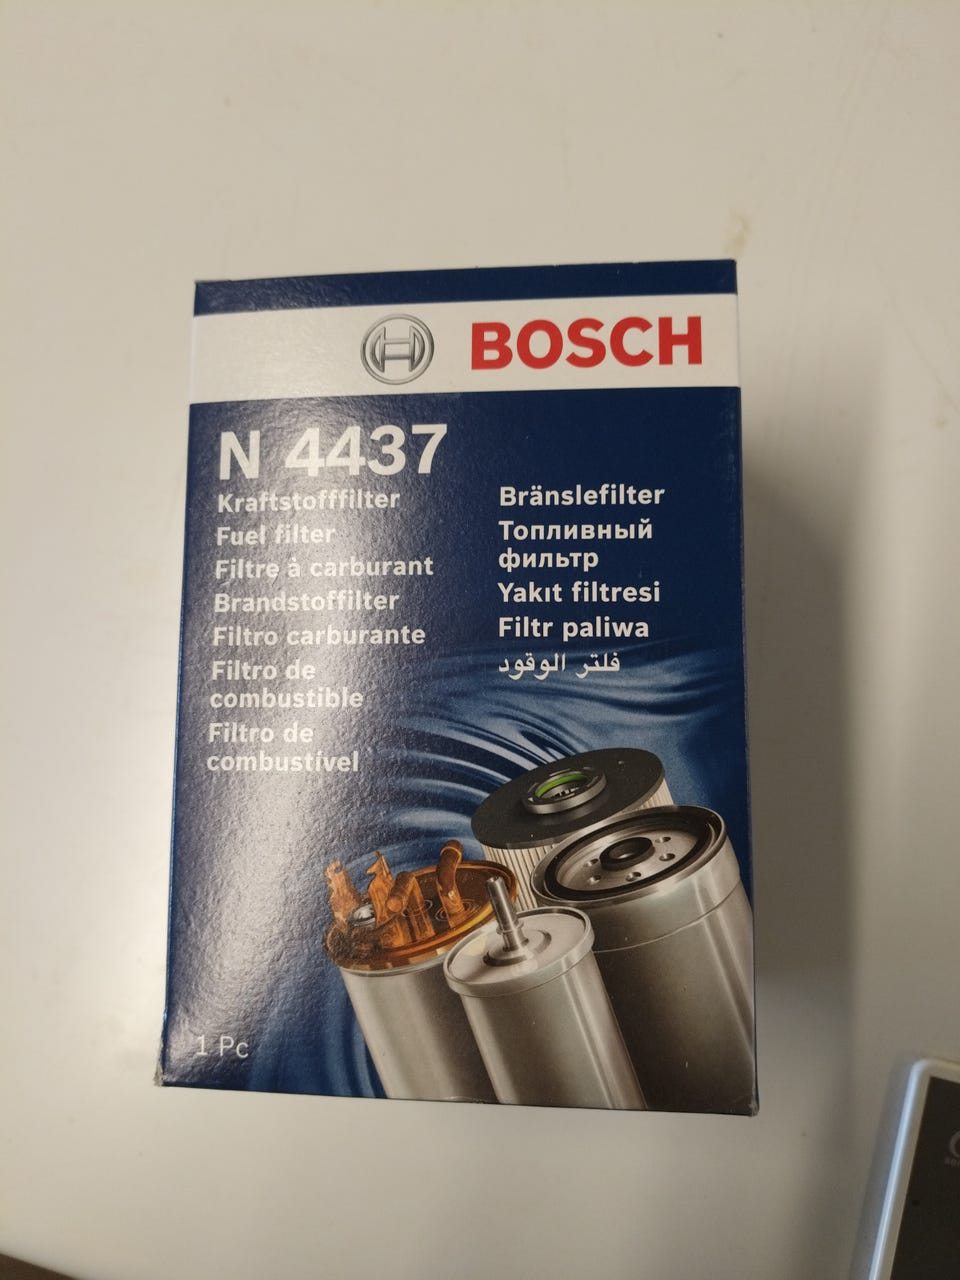 BOSCH
N 4437
Kraftstofffilter
Fuel filter
Filtre à carburant
Brandstoffilter
Filtro carburante
Filtro de
combustible
Filtro de
combustível
Bränslefilter
Топливный
фильтр
Yakıt filtresi
Filtr paliwa
فلتر الوقود
1 Pc